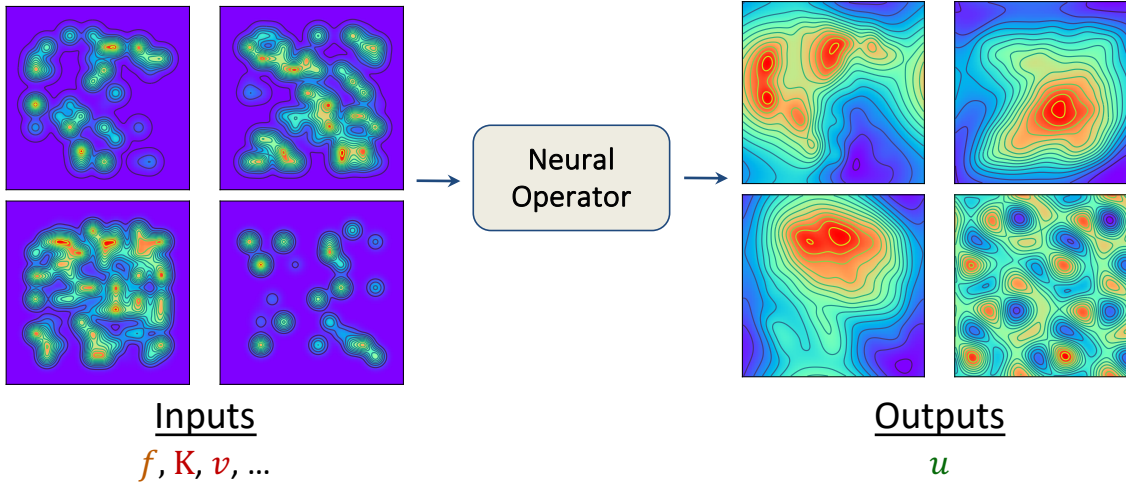 Neural
Operator
Inputs
f, K, v, ...
Outputs
u